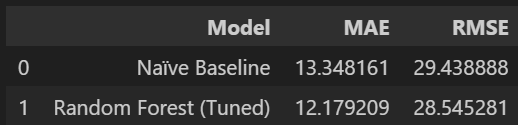 Model MAE RMSE
0 Naïve Baseline 13.348161 29.438888
1 Random Forest (Tuned) 12.179209 28.545281